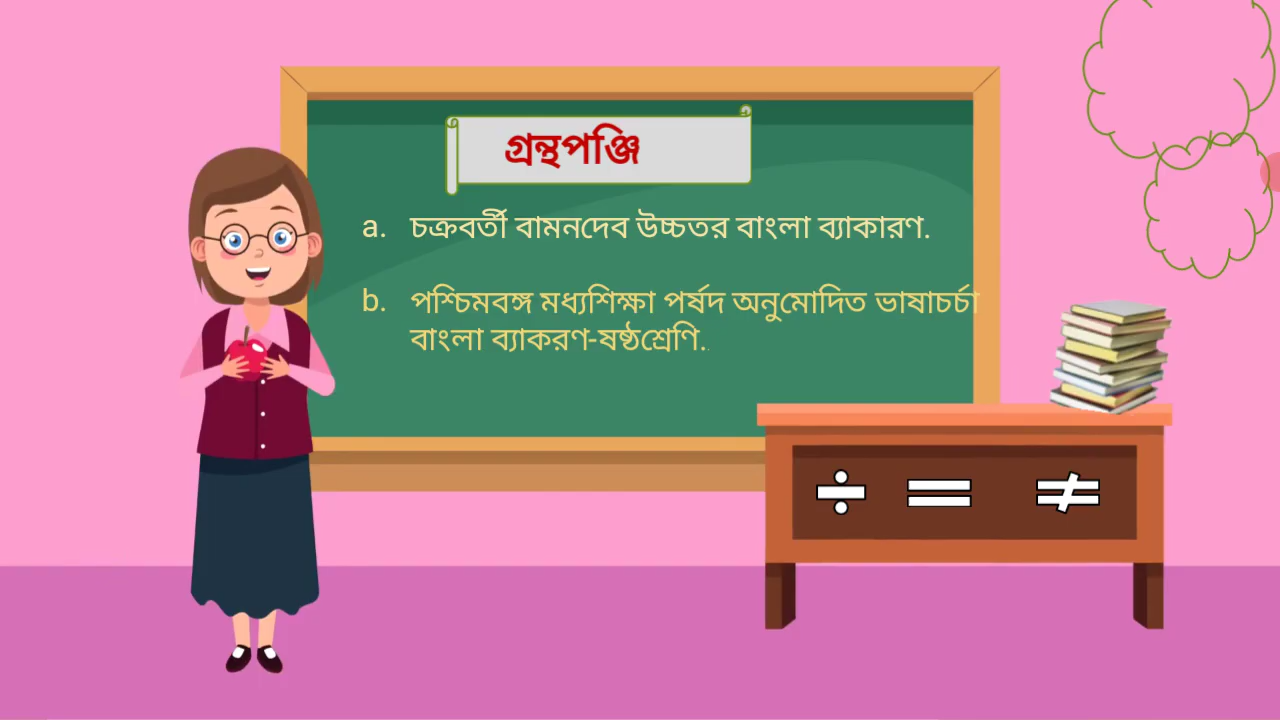 গ্রন্থপঞ্জি
a. চক্রবর্তী বামনদেব উচ্চতর বাংলা ব্যাকারণ.
b. পশ্চিমবঙ্গ মধ্যশিক্ষা পর্ষদ অনুমোদিত ভাষাচর্চা
বাংলা ব্যাকরণ-ষষ্ঠশ্রেণি.
÷ = ≠